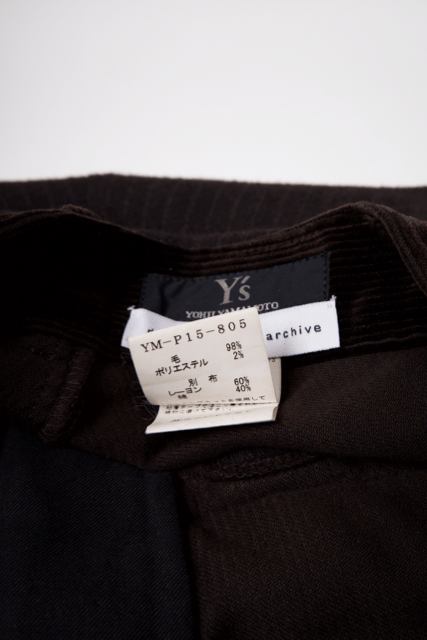 Y's
YOHJI YAMAMOTO
archive
YM-P15-805
毛 98%
ポリエステル 2%
別布
レーヨン 60%
綿 40%